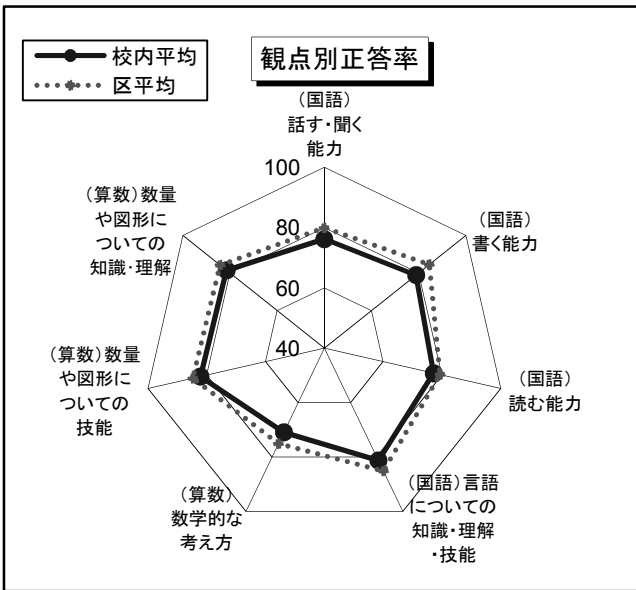 校内平均
区平均
観点別正答率
(国語)
話す・聞く
能力
(国語)
書く能力
(国語)
読む能力
(国語)言語
についての
知識・理解
・技能
(算数)
数学的な
考え方
(算数)数量
や図形に
ついての
技能
(算数)数量
や図形に
ついての
知識・理解
100
80
60
40